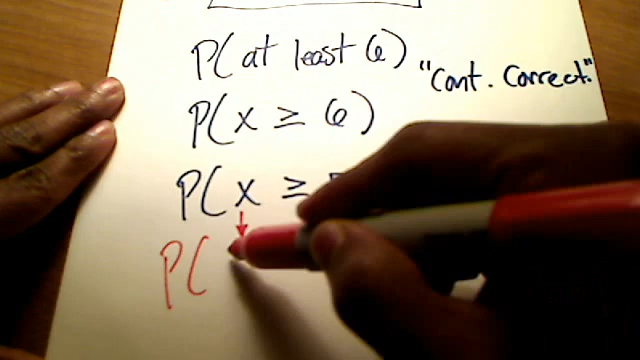 P( at least 6)
"Cont. Correct."
P( x ≥ 6 )
P( x ≥
P(